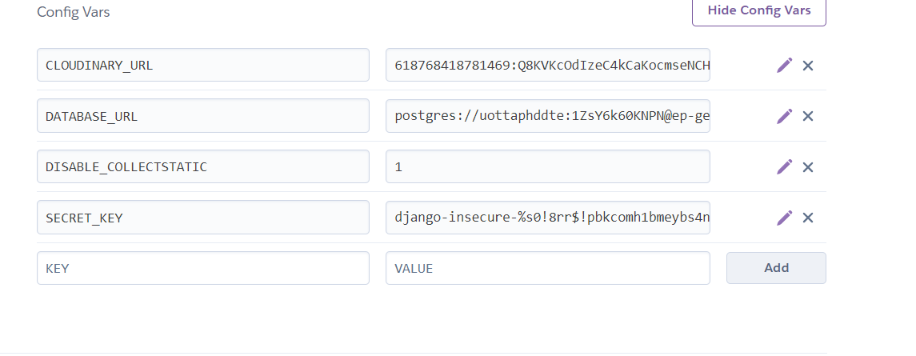 Config Vars
Hide Config Vars
CLOUDINARY_URL
618768418781469:Q8KVKcOdIzeC4kCaKocmseNCH
DATABASE_URL
postgres://uottaphddte:1ZsY6k60KNPN@ep-ge
DISABLE_COLLECTSTATIC
1
SECRET_KEY
django-insecure-%s0!8rr$!pbkcomh1bmeybs4n
KEY
VALUE
Add